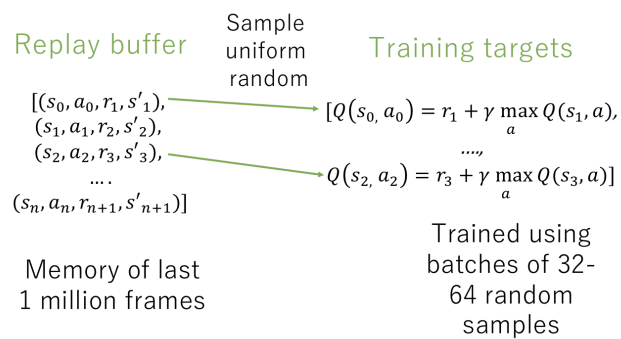 Replay buffer
Sample
uniform
random
Training targets
[(s₀, a₀, r₁, s′₁),
(s₁, a₁, r₂, s′₂),
(s₂, a₂, r₃, s′₃),
….
(sₙ, aₙ, rₙ₊₁, s′ₙ₊₁)]
[Q(s₀, a₀) = r₁ + γ max Q(s₁, a),
a
….,
Q(s₂, a₂) = r₃ + γ max Q(s₃, a)]
a
Memory of last
1 million frames
Trained using
batches of 32-
64 random
samples